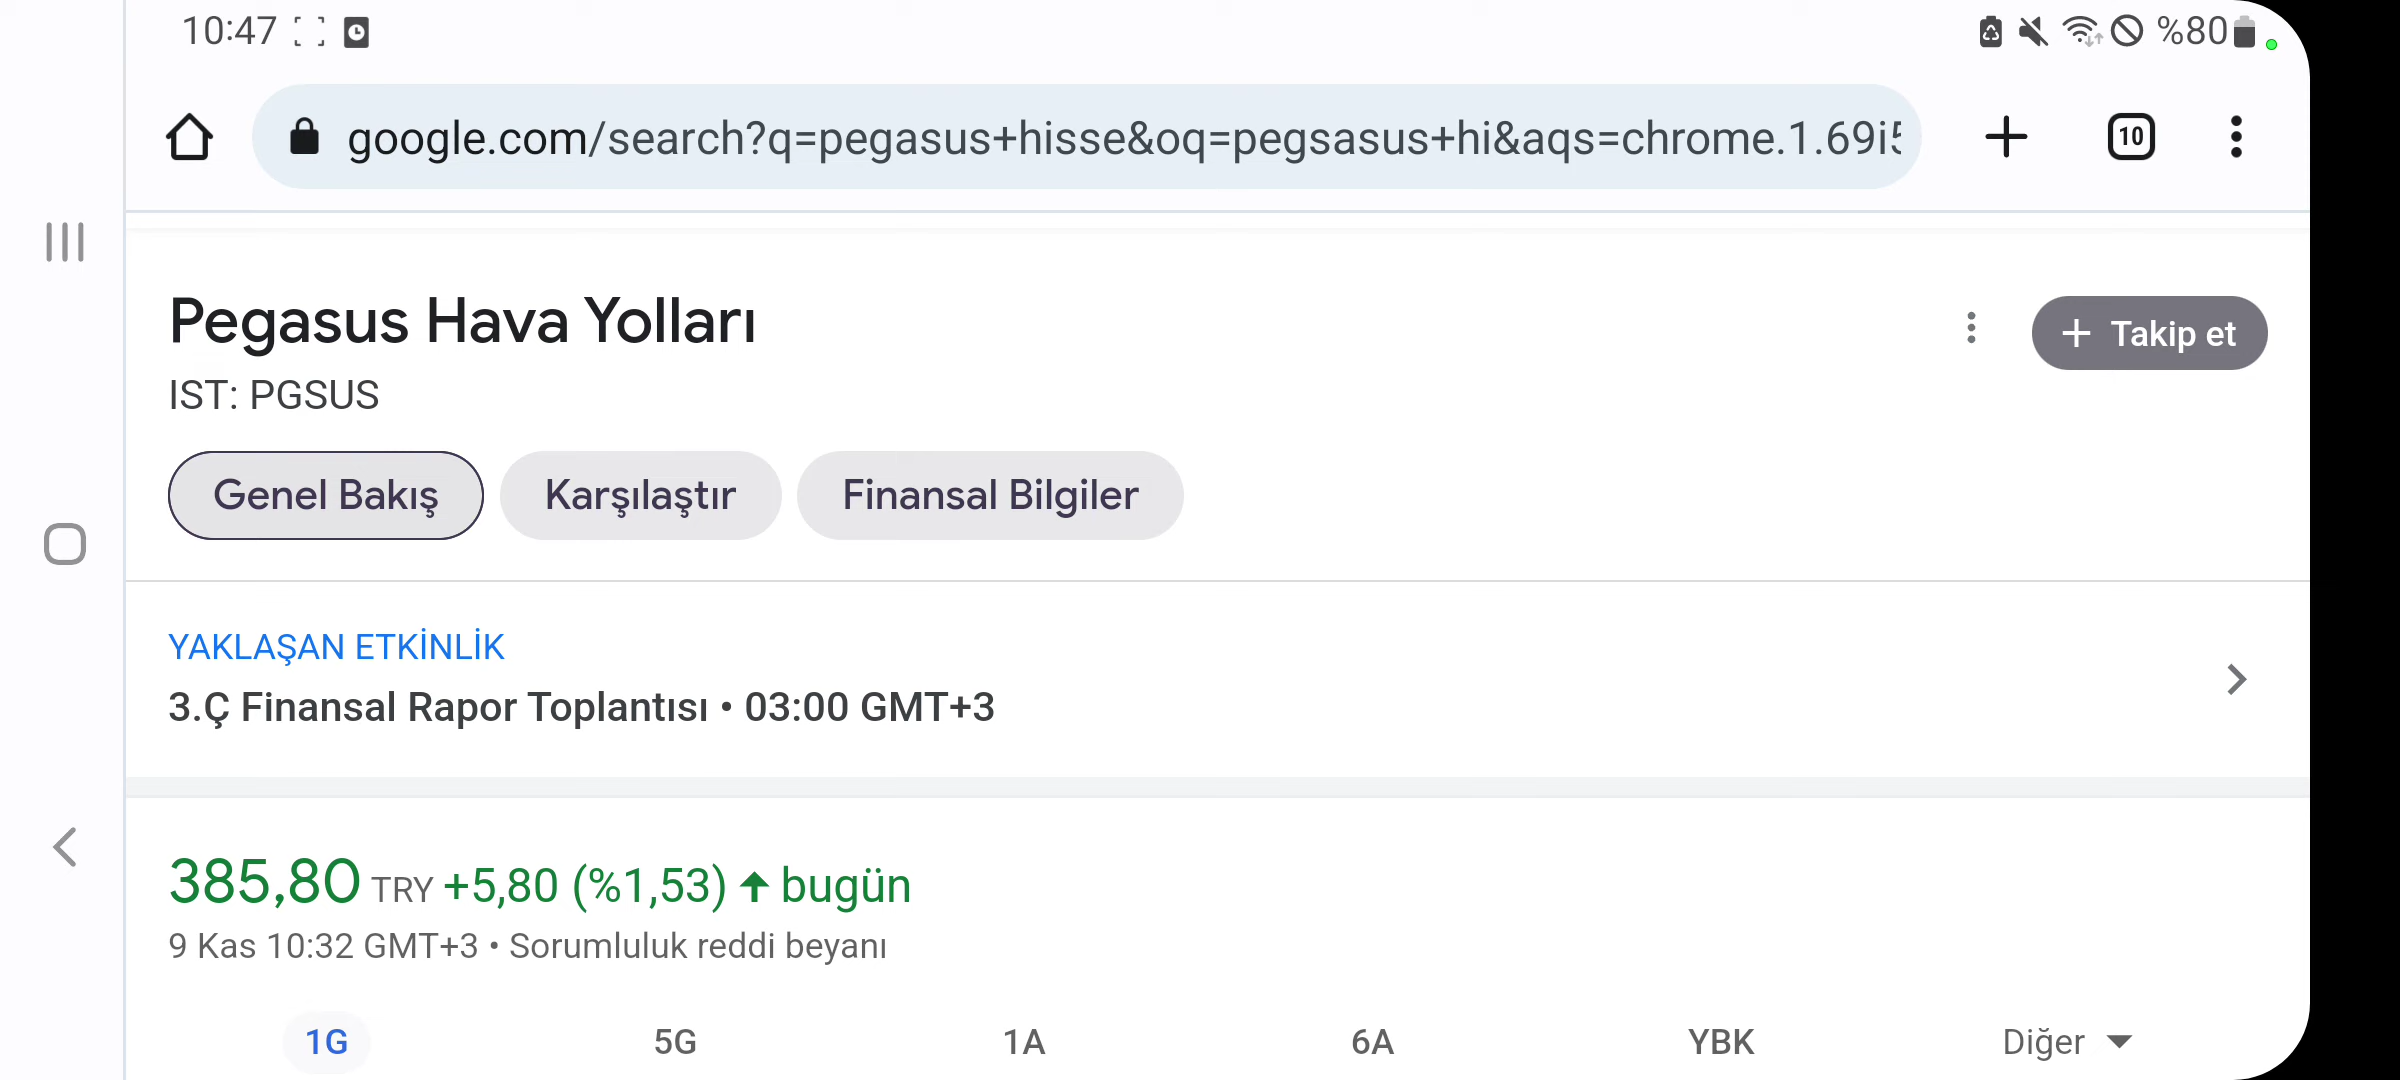 10:47
%80
google.com/search?q=pegasus+hisse&oq=pegsasus+hi&aqs=chrome.1.69i5
10
Pegasus Hava Yolları
+ Takip et
IST: PGSUS
Genel Bakış
Karşılaştır
Finansal Bilgiler
YAKLAŞAN ETKİNLİK
3.Ç Finansal Rapor Toplantısı • 03:00 GMT+3
385,80 TRY +5,80 (%1,53) ↑ bugün
9 Kas 10:32 GMT+3 • Sorumluluk reddi beyanı
1G 5G 1A 6A YBK Diğer